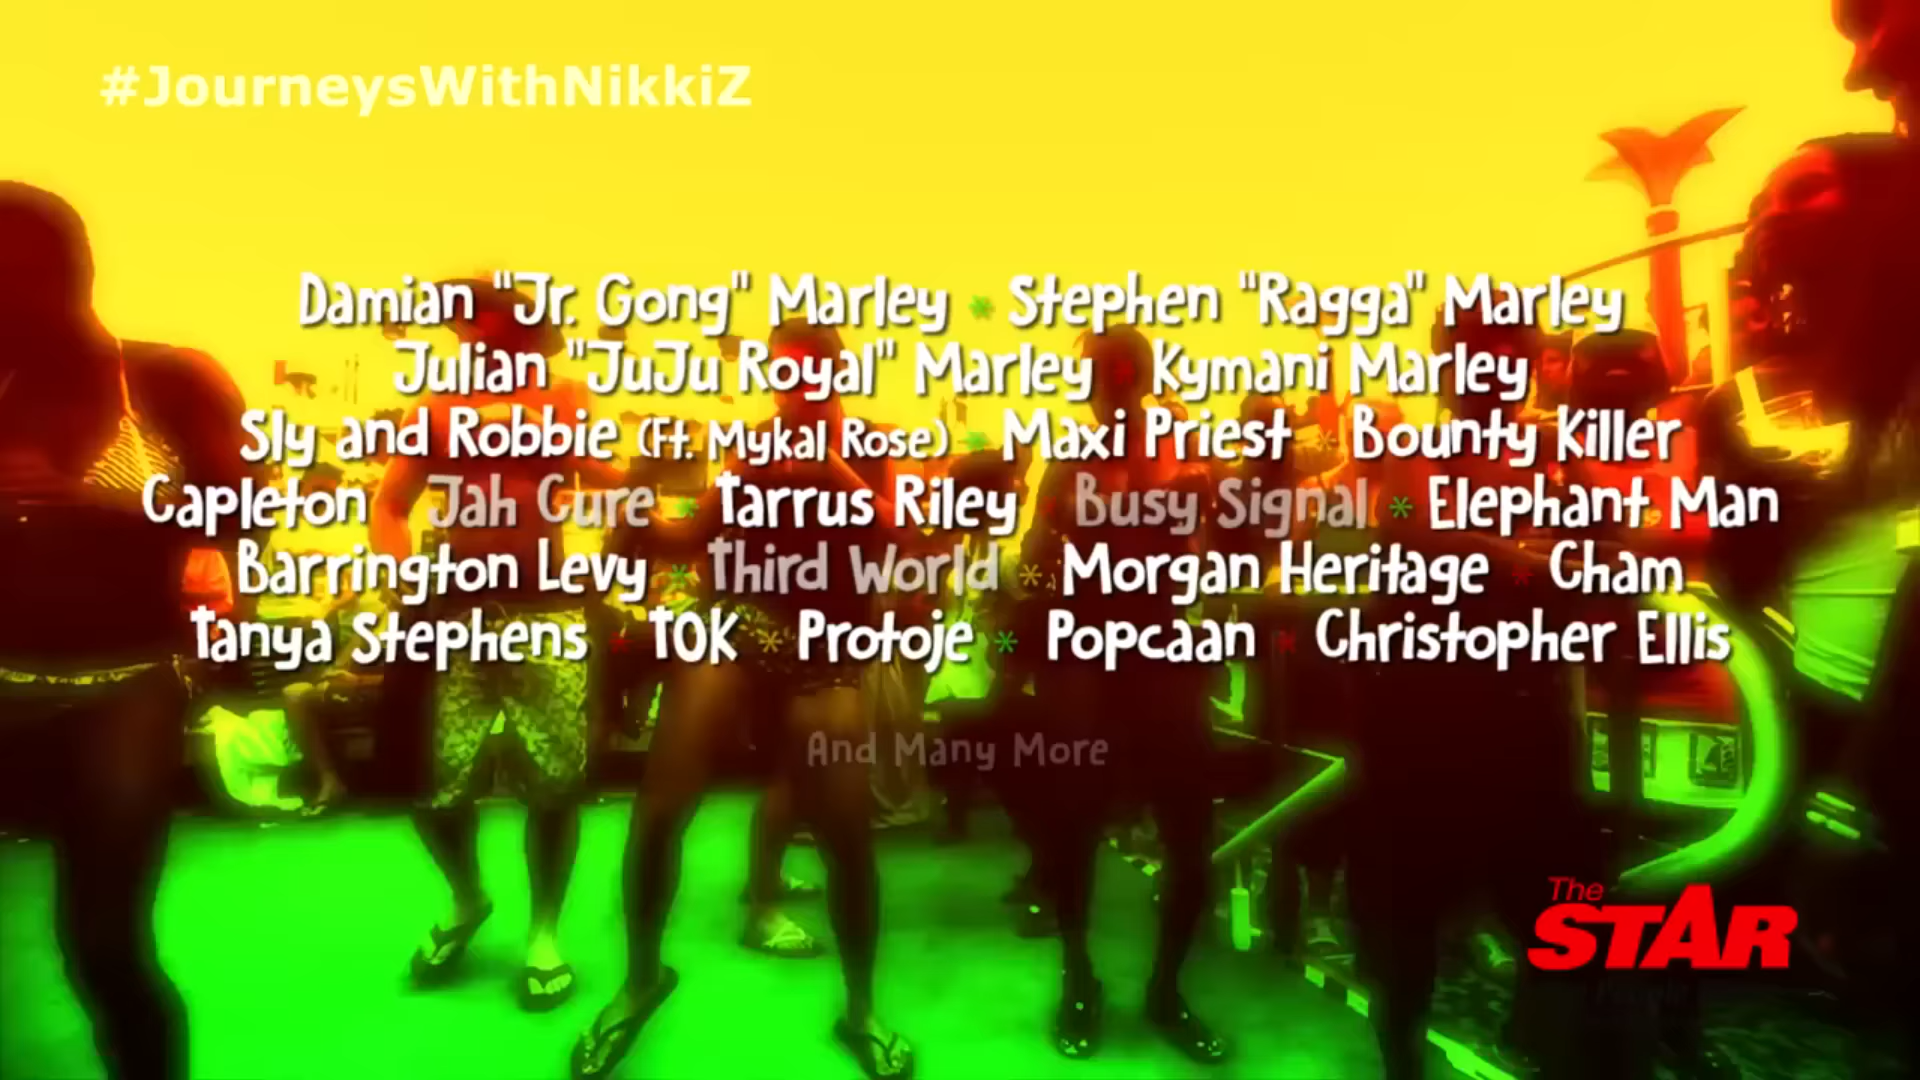 #JourneysWithNikkiZ
Damian "Jr. Gong" Marley * Stephen "Ragga" Marley
Julian "JuJu Royal" Marley * Kymani Marley
Sly and Robbie (Ft. Mykal Rose) * Maxi Priest * Bounty Killer
Capleton * Jah Cure * Tarrus Riley * Busy Signal * Elephant Man
Barrington Levy * Third World * Morgan Heritage * Cham
Tanya Stephens * TOK * Protoje * Popcaan * Christopher Ellis
And Many More
The
STAR